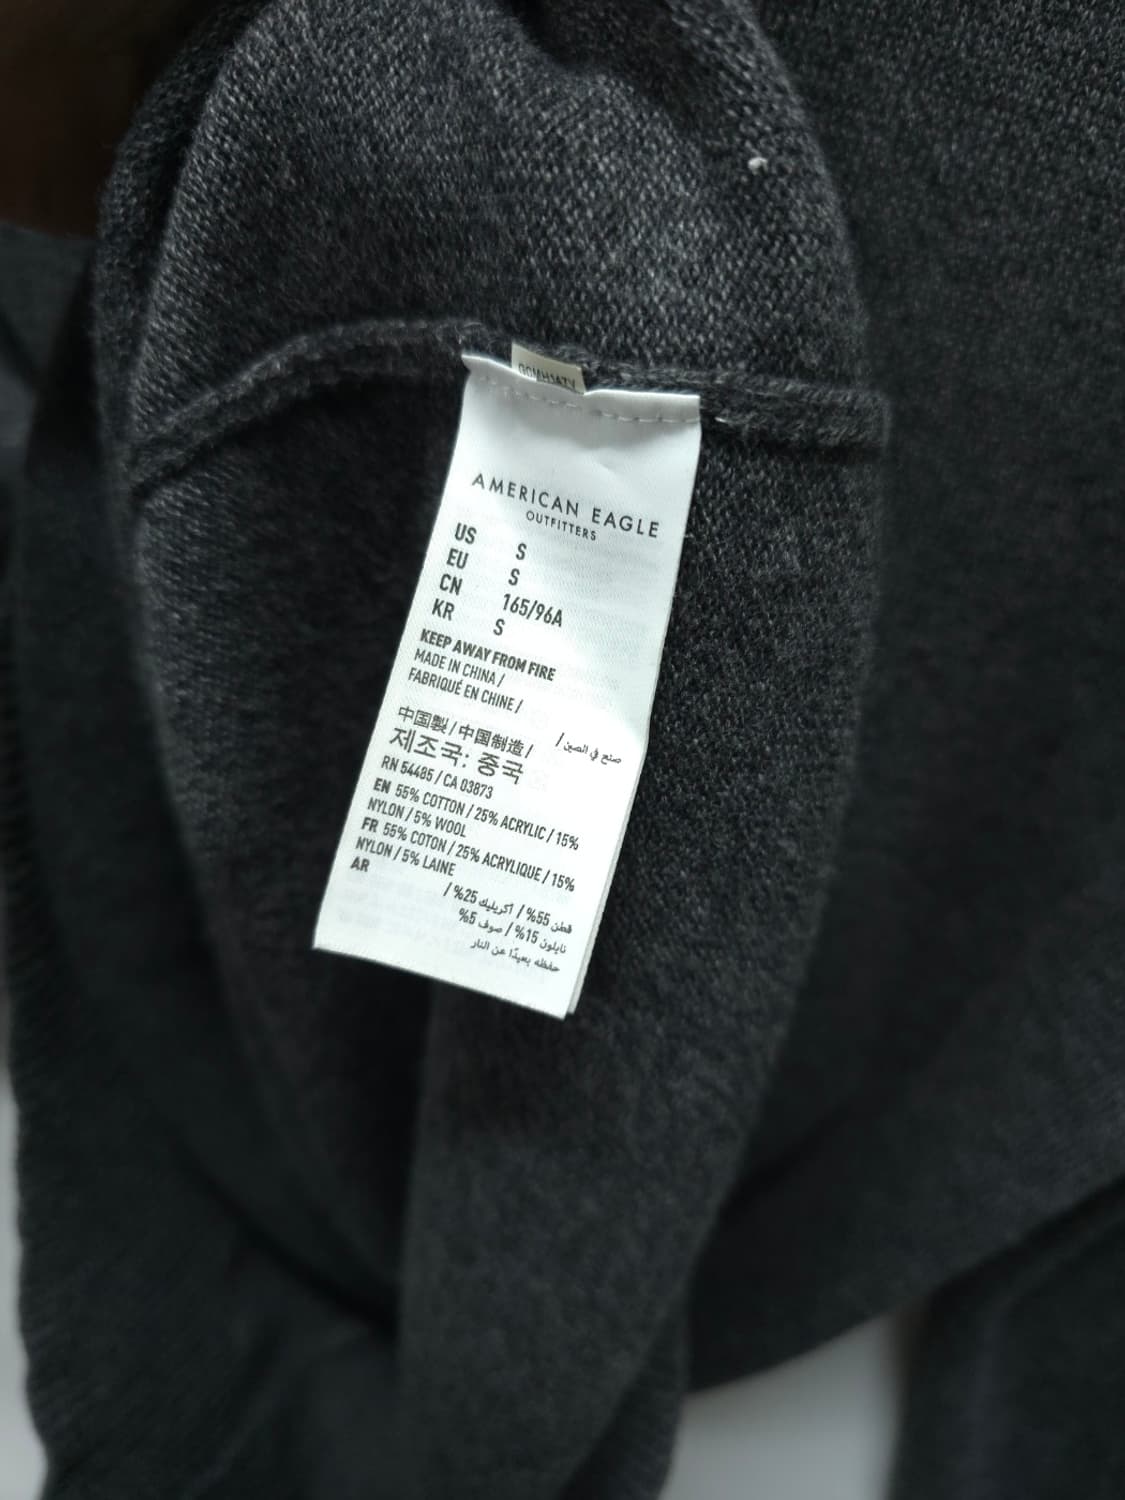 AMERICAN EAGLE
OUTFITTERS
US S
EU S
CN 165/96A
KR S
KEEP AWAY FROM FIRE
MADE IN CHINA /
FABRIQUÉ EN CHINE /
صنع في الصين /
中国製 / 中国制造 /
제조국: 중국
RN 54485 / CA 03873
EN 55% COTTON / 25% ACRYLIC / 15%
NYLON / 5% WOOL
FR 55% COTON / 25% ACRYLIQUE / 15%
NYLON / 5% LAINE
AR
قطن 55% / أكريليك 25% /
نايلون 15% / صوف 5%
حفظه بعيدًا عن النار